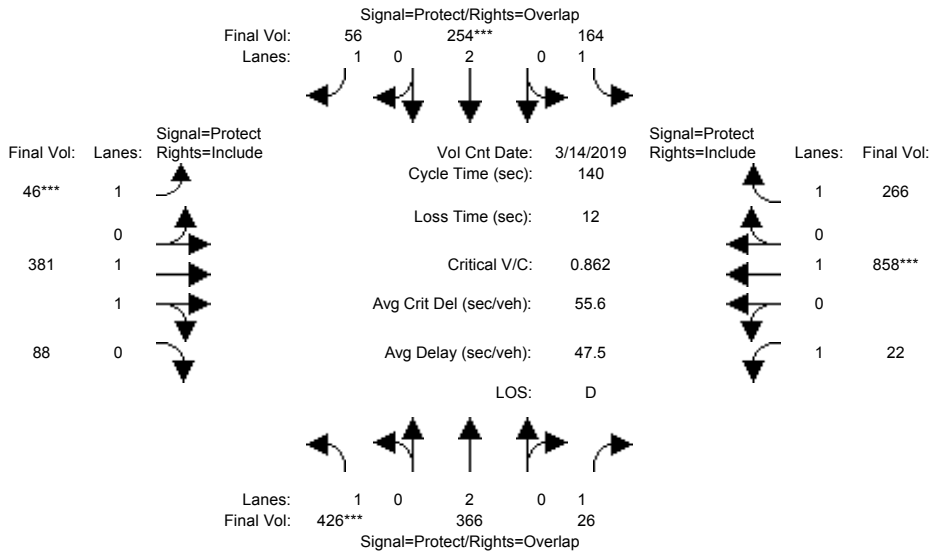 Signal=Protect/Rights=Overlap
Final Vol: 56 254*** 164
Lanes: 1 0 2 0 1
Signal=Protect Signal=Protect
Final Vol: Lanes: Rights=Include Vol Cnt Date: 3/14/2019 Rights=Include Lanes: Final Vol:
Cycle Time (sec): 140
46*** 1 1 266
Loss Time (sec): 12
0 0
381 1 Critical V/C: 0.862 1 858***
1 Avg Crit Del (sec/veh): 55.6 0
88 0 Avg Delay (sec/veh): 47.5 1 22
LOS: D
Lanes: 1 0 2 0 1
Final Vol: 426*** 366 26
Signal=Protect/Rights=Overlap